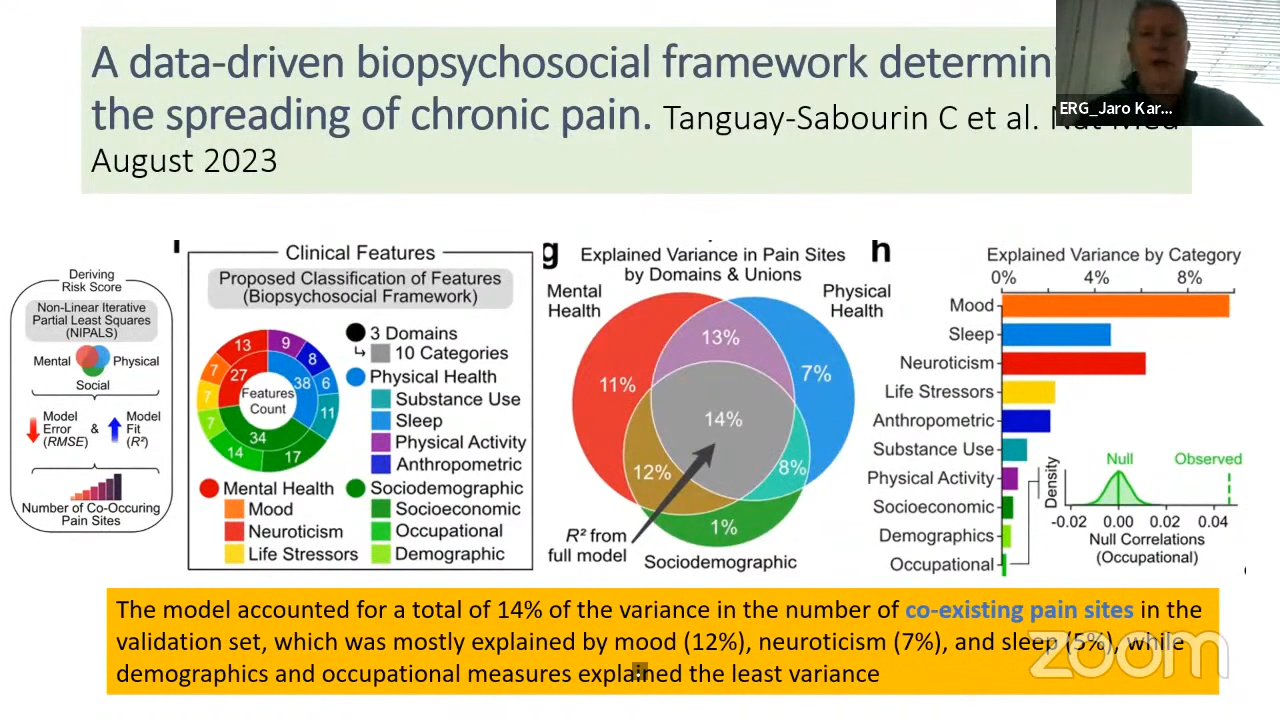 A data-driven biopsychosocial framework determini
the spreading of chronic pain. Tanguay-Sabourin C et al. Nat Med
August 2023
ERG_Jaro Kar...
Deriving
Risk Score
Non-Linear Iterative
Partial Least Squares
(NIPALS)
Mental
Physical
Social
Model
Error
(RMSE)
&
Model
Fit
(R²)
Number of Co-Occuring
Pain Sites
Clinical Features
Proposed Classification of Features
(Biopsychosocial Framework)
13
9
8
6
11
17
14
7
7
7
27
38
34
Features
Count
3 Domains
10 Categories
Physical Health
Substance Use
Sleep
Physical Activity
Anthropometric
Mental Health
Mood
Neuroticism
Life Stressors
Sociodemographic
Socioeconomic
Occupational
Demographic
g
Explained Variance in Pain Sites
by Domains & Unions
Mental
Health
Physical
Health
13%
11%
7%
14%
12%
8%
1%
R² from
full model
Sociodemographic
h
Explained Variance by Category
0% 4% 8%
Mood
Sleep
Neuroticism
Life Stressors
Anthropometric
Substance Use
Physical Activity
Socioeconomic
Demographics
Occupational
Null
Observed
Density
-0.02 0.00 0.02 0.04
Null Correlations
(Occupational)
The model accounted for a total of 14% of the variance in the number of co-existing pain sites in the
validation set, which was mostly explained by mood (12%), neuroticism (7%), and sleep (5%), while
demographics and occupational measures explained the least variance
zoom